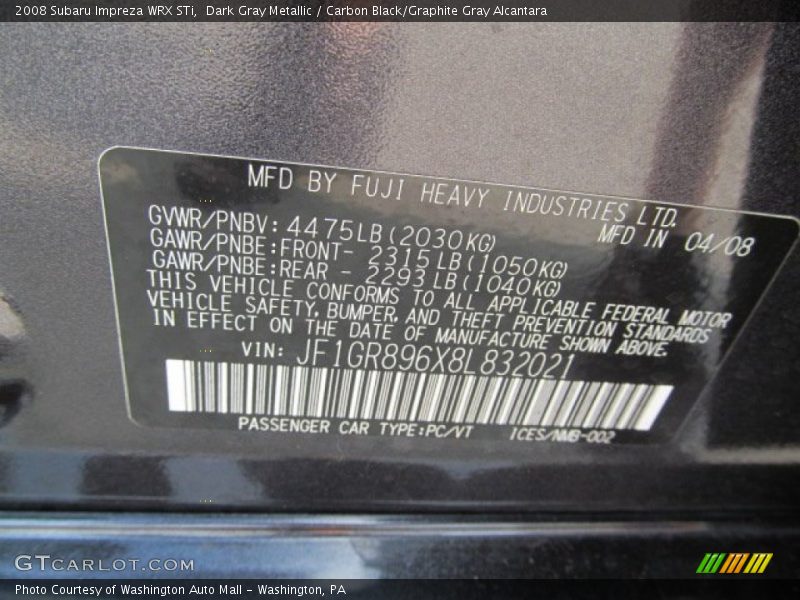 2008 Subaru Impreza WRX STi, Dark Gray Metallic / Carbon Black/Graphite Gray Alcantara
MFD BY FUJI HEAVY INDUSTRIES LTD.
GVWR/PNBV: 4475LB(2030KG) MFD IN 04/08
GAWR/PNBE:FRONT- 2315LB(1050KG)
GAWR/PNBE:REAR - 2293LB(1040KG)
THIS VEHICLE CONFORMS TO ALL APPLICABLE FEDERAL MOTOR
VEHICLE SAFETY, BUMPER, AND THEFT PREVENTION STANDARDS
IN EFFECT ON THE DATE OF MANUFACTURE SHOWN ABOVE.
VIN: JF1GR896X8L832021
PASSENGER CAR TYPE:PC/VT ICES/NMB-002
GTCARLOT.COM
Photo Courtesy of Washington Auto Mall - Washington, PA